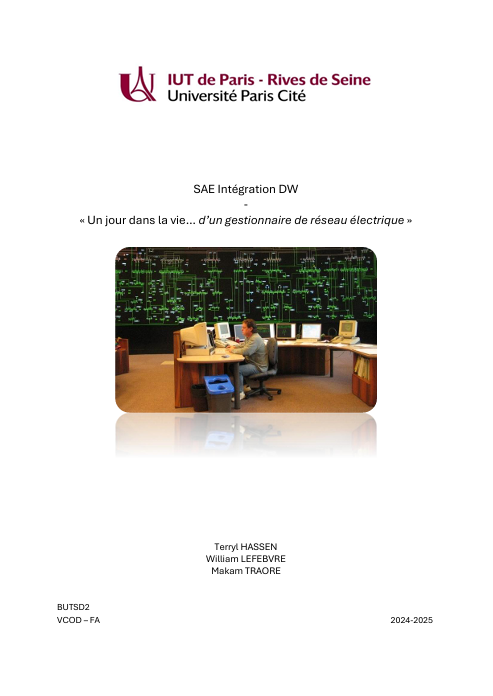 IUT de Paris - Rives de Seine
Université Paris Cité
SAE Intégration DW
-
« Un jour dans la vie... d'un gestionnaire de réseau électrique »
Terryl HASSEN
William LEFEBVRE
Makam TRAORE
BUTSD2
VCOD – FA
2024-2025